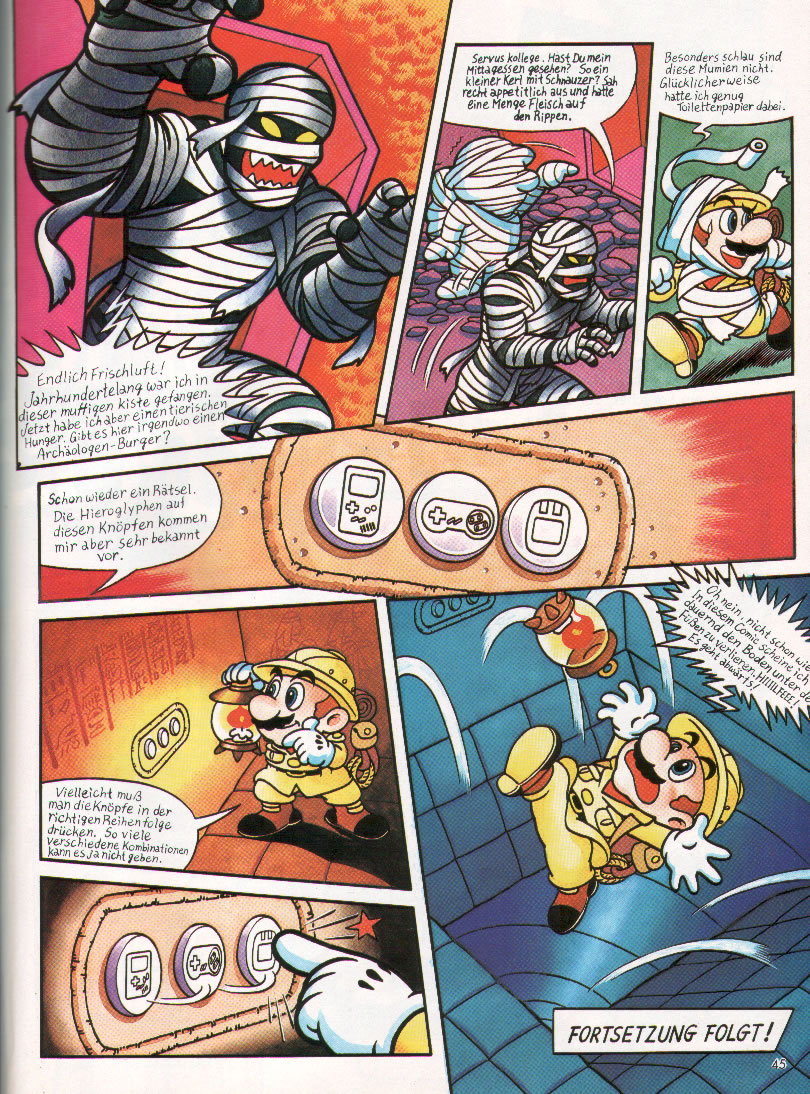 Endlich Frischluft!
Jahrhundertelang war ich in
dieser muffigen Kiste gefangen.
Jetzt habe ich aber einen tierischen
Hunger. Gibt es hier irgendwo einen
Archäologen-Burger?
Servus kollege. Hast Du mein
Mittagessen gesehen? So ein
kleiner Kerl mit Schnauzer? Sah
recht appetitlich aus und hatte
eine Menge Fleisch auf
den Rippen.
Besonders schlau sind
diese Mumien nicht.
Glücklicherweise
hatte ich genug
Toilettenpapier dabei.
Schon wieder ein Rätsel.
Die Hieroglyphen auf
diesen Knöpfen kommen
mir aber sehr bekannt
vor.
Vielleicht muß
man die Knöpfe in der
richtigen Reihenfolge
drücken. So viele
verschiedene Kombinationen
kann es ja nicht geben.
Oh nein, nicht schon
In diesem Comic scheine ich
dauernd den Boden unter
Füßen zu verlieren. HIIIILFEEE!
Es geht abwärts!
FORTSETZUNG FOLGT!
45